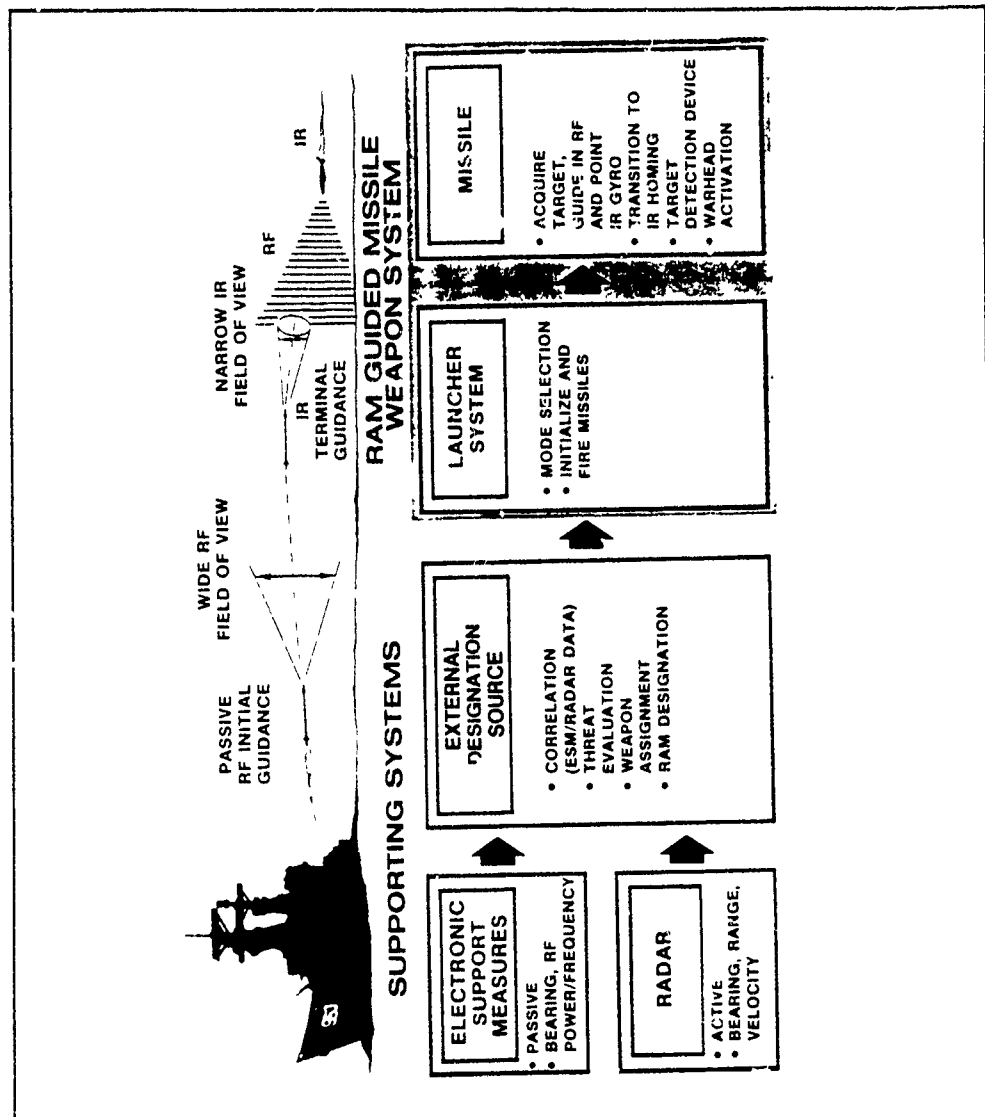 PASSIVE
RF INITIAL
GUIDANCE
WIDE RF
FIELD OF VIEW
NARROW IR
FIELD OF VIEW
RF
IR
IR
TERMINAL
GUIDANCE
SUPPORTING SYSTEMS
RAM GUIDED MISSILE
WEAPON SYSTEM
ELECTRONIC
SUPPORT
MEASURES
• PASSIVE
• BEARING, RF
POWER/FREQUENCY
RADAR
• ACTIVE
• BEARING, RANGE,
VELOCITY
EXTERNAL
DESIGNATION
SOURCE
• CORRELATION
(ESM/RADAR DATA)
• THREAT
EVALUATION
• WEAPON
ASSIGNMENT
• RAM DESIGNATION
LAUNCHER
SYSTEM
• MODE SELECTION
• INITIALIZE AND
FIRE MISSILES
MISSILE
• ACQUIRE
TARGET,
GUIDE IN RF
AND POINT
IR GYRO
• TRANSITION TO
IR HOMING
• TARGET
DETECTION DEVICE
• WARHEAD
ACTIVATION